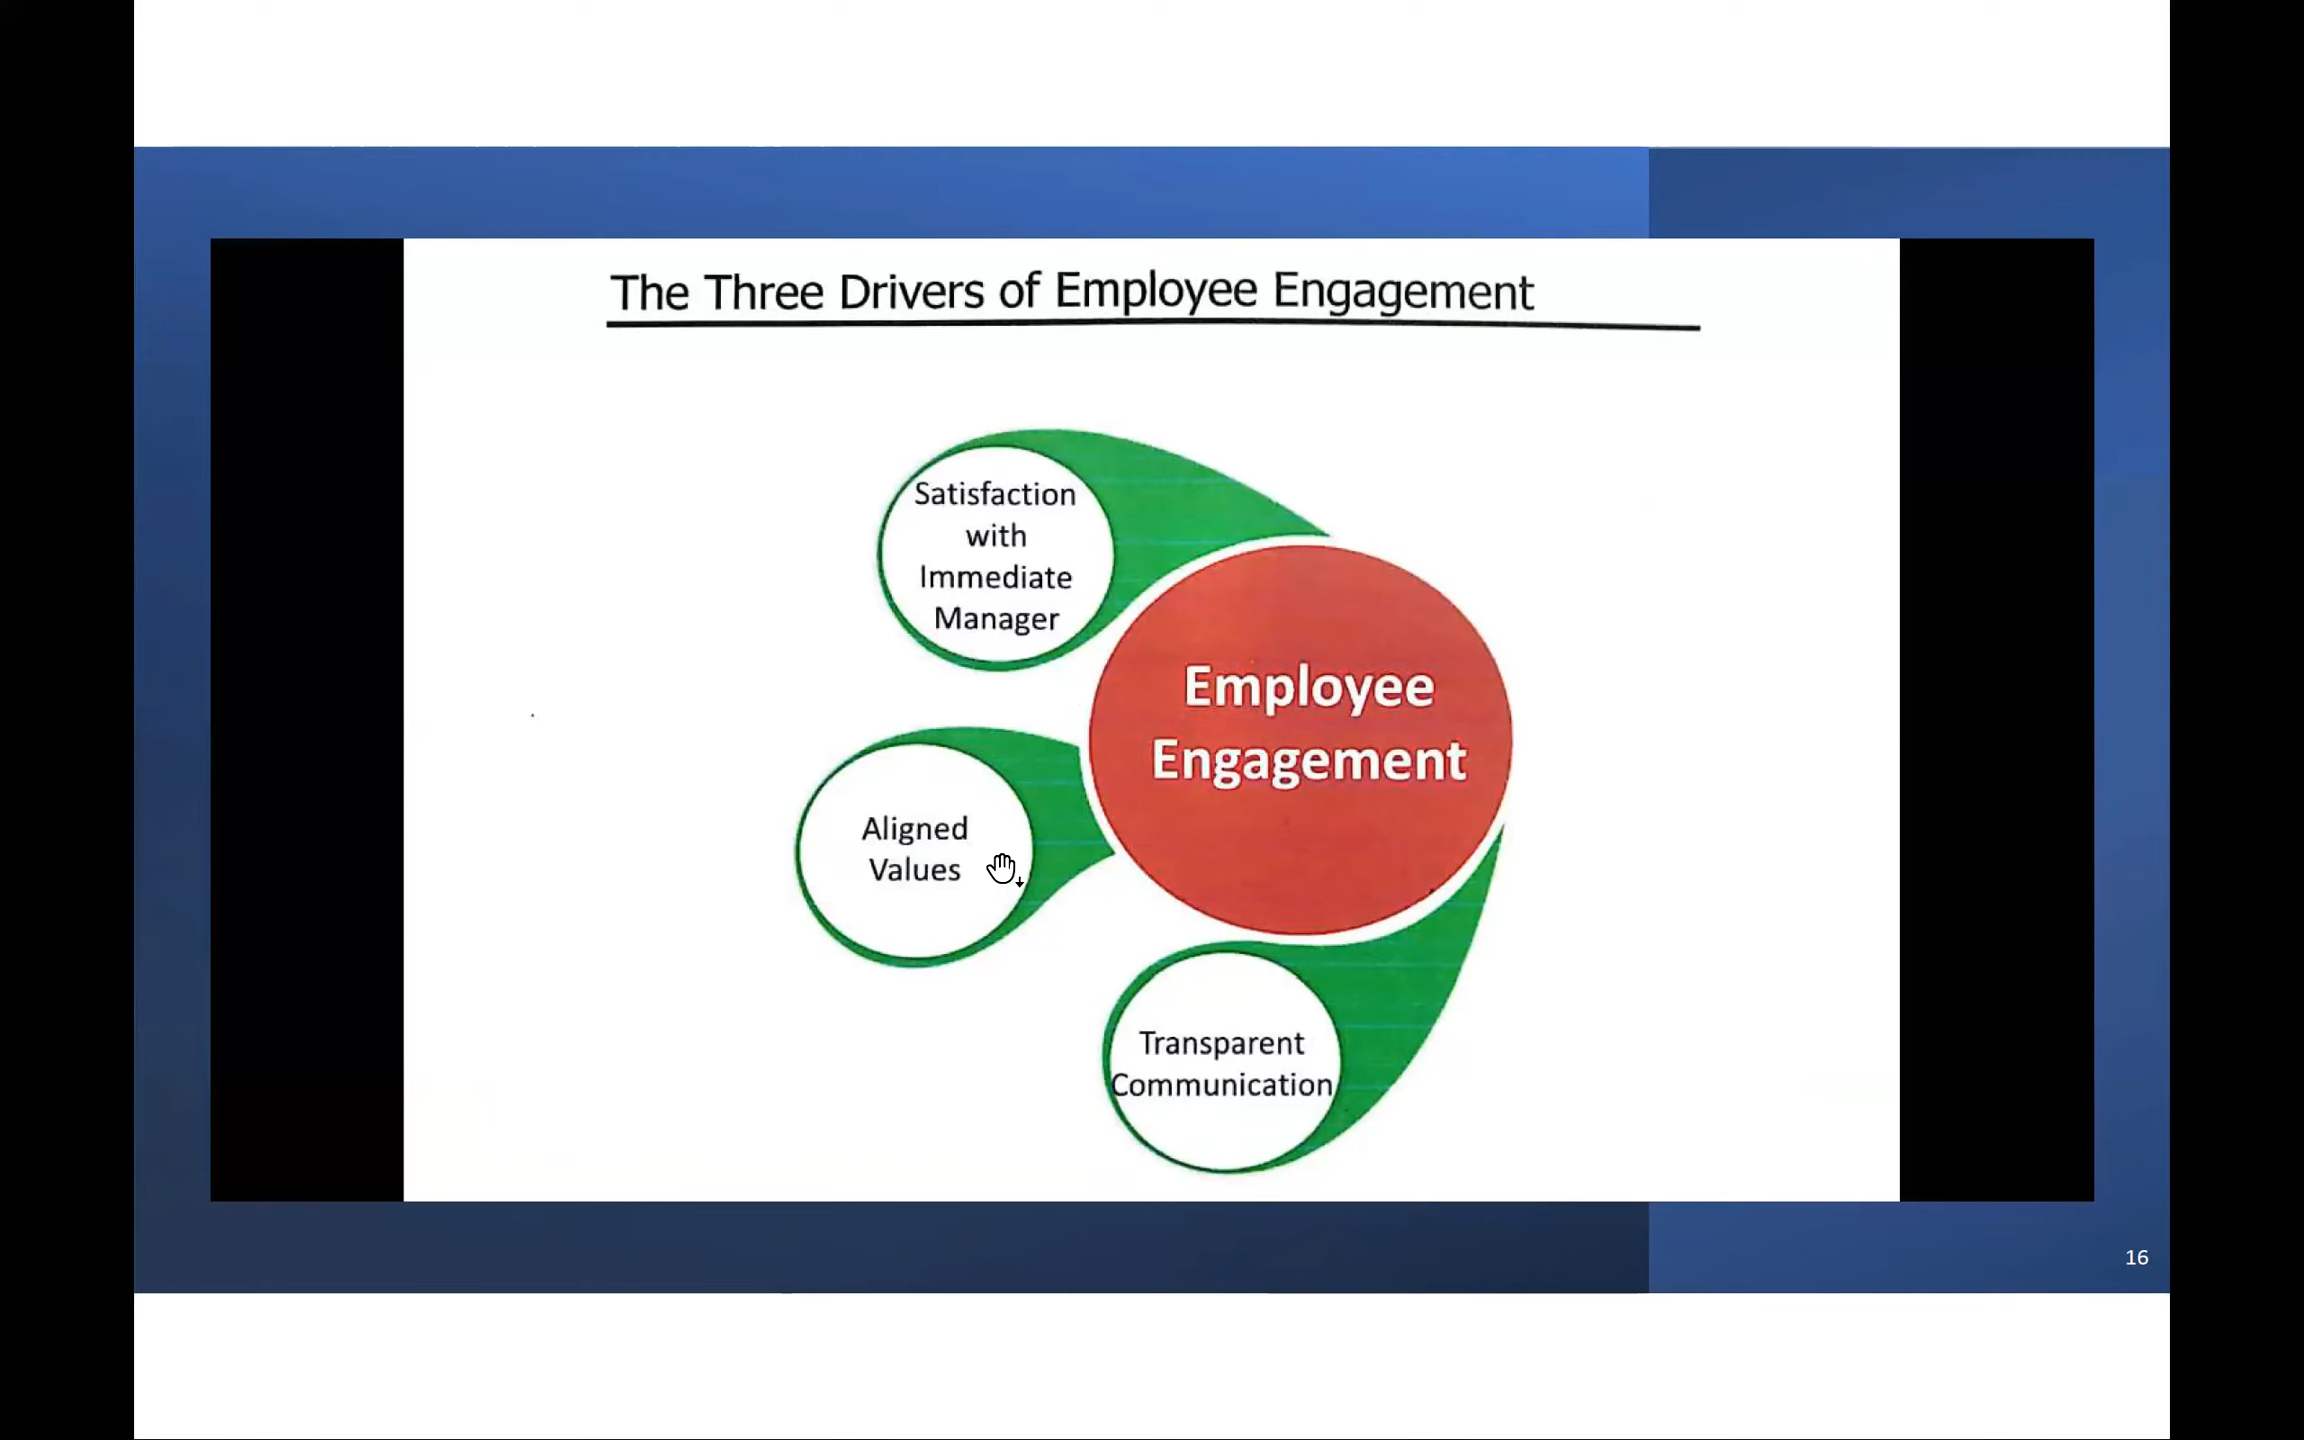 The Three Drivers of Employee Engagement
Satisfaction
with
Immediate
Manager
Employee
Engagement
Aligned
Values
Transparent
Communication
16